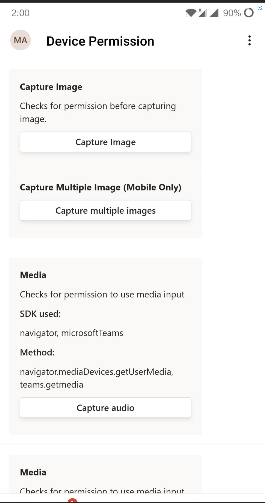 2:00
90%
MA
Device Permission
Capture Image
Checks for permission before capturing
image.
Capture Image
Capture Multiple Image (Mobile Only)
Capture multiple images
Media
Checks for permission to use media input
SDK used:
navigator, microsoftTeams
Method:
navigator.mediaDevices.getUserMedia,
teams.getmedia
Capture audio
Media
Checks for permission to use media input